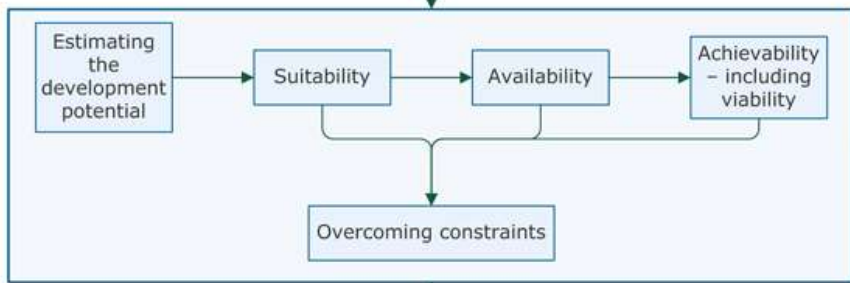 Estimating
the
development
potential
Suitability
Availability
Achievability
– including
viability
Overcoming constraints